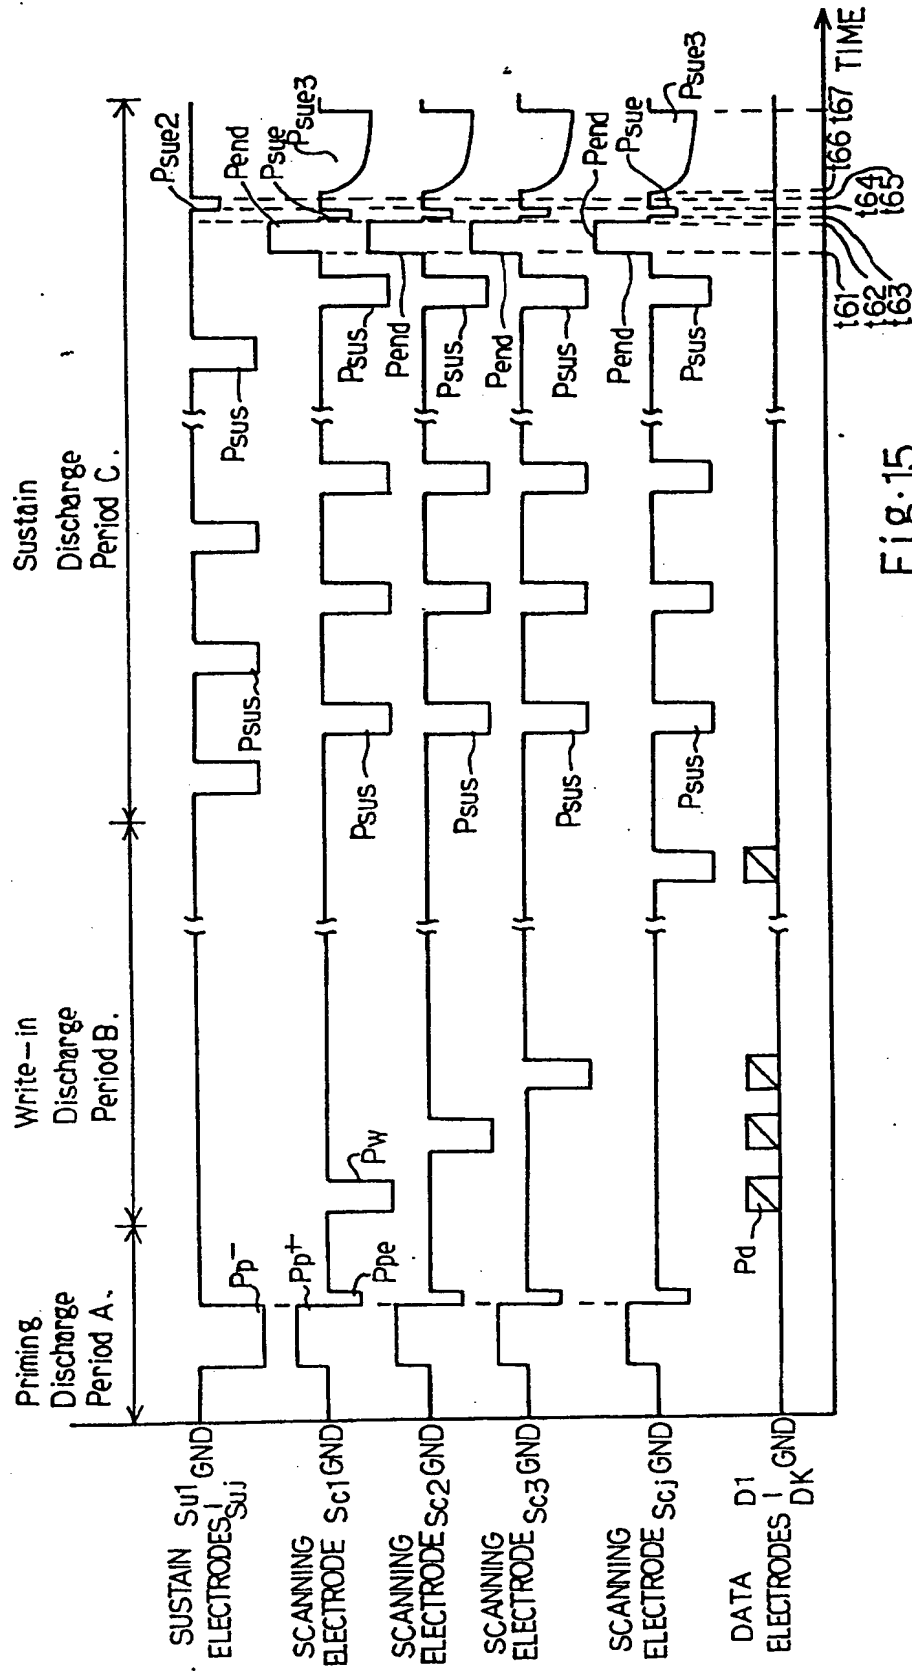 Priming
Discharge
Period A.
Write-in
Discharge
Period B.
Sustain
Discharge
Period C.
SUSTAIN Su1 GND
ELECTRODES Suj
Pp-
Psus
Psus
Psue2
SCANNING
ELECTRODE Sc1 GND
Pp+
Ppe
Pw
Psus
Psus
Pend
Psue
Psue3
SCANNING
ELECTRODE Sc2 GND
Psus
Psus
Pend
SCANNING
ELECTRODE Sc3 GND
Psus
Psus
Pend
SCANNING
ELECTRODE Scj GND
Psus
Psus
Pend
Pend
Psue
Psue3
DATA D1
ELECTRODES DK GND
Pd
t61
t62
t63
t64
t65
t66
t67
TIME
Fig. 15